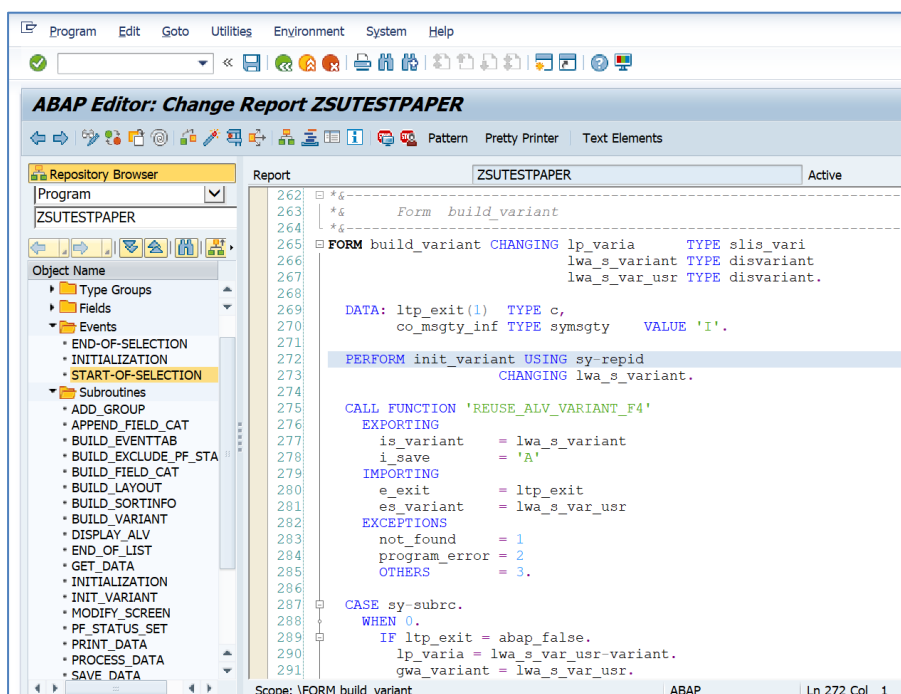 Program Edit Goto Utilities Environment System Help
ABAP Editor: Change Report ZSUTESTPAPER
Pattern Pretty Printer Text Elements
Repository Browser
Program
ZSUTESTPAPER
Object Name
Type Groups
Fields
Events
END-OF-SELECTION
INITIALIZATION
START-OF-SELECTION
Subroutines
ADD_GROUP
APPEND_FIELD_CAT
BUILD_EVENTTAB
BUILD_EXCLUDE_PF_STA
BUILD_FIELD_CAT
BUILD_LAYOUT
BUILD_SORTINFO
BUILD_VARIANT
DISPLAY_ALV
END_OF_LIST
GET_DATA
INITIALIZATION
INIT_VARIANT
MODIFY_SCREEN
PF_STATUS_SET
PRINT_DATA
PROCESS_DATA
SAVE_DATA
Report ZSUTESTPAPER Active
262 *&---------------------------------------------------------------
263 *& Form build_variant
264 *&---------------------------------------------------------------
265 FORM build_variant CHANGING lp_varia TYPE slis_vari
266 lwa_s_variant TYPE disvariant
267 lwa_s_var_usr TYPE disvariant.
268
269 DATA: ltp_exit(1) TYPE c,
270 co_msgty_inf TYPE symsgty VALUE 'I'.
271
272 PERFORM init_variant USING sy-repid
273 CHANGING lwa_s_variant.
274
275 CALL FUNCTION 'REUSE_ALV_VARIANT_F4'
276 EXPORTING
277 is_variant = lwa_s_variant
278 i_save = 'A'
279 IMPORTING
280 e_exit = ltp_exit
281 es_variant = lwa_s_var_usr
282 EXCEPTIONS
283 not_found = 1
284 program_error = 2
285 OTHERS = 3.
286
287 CASE sy-subrc.
288 WHEN 0.
289 IF ltp_exit = abap_false.
290 lp_varia = lwa_s_var_usr-variant.
291 gwa_variant = lwa_s_var_usr.
Scope: \FORM build_variant ABAP Ln 272 Col 1